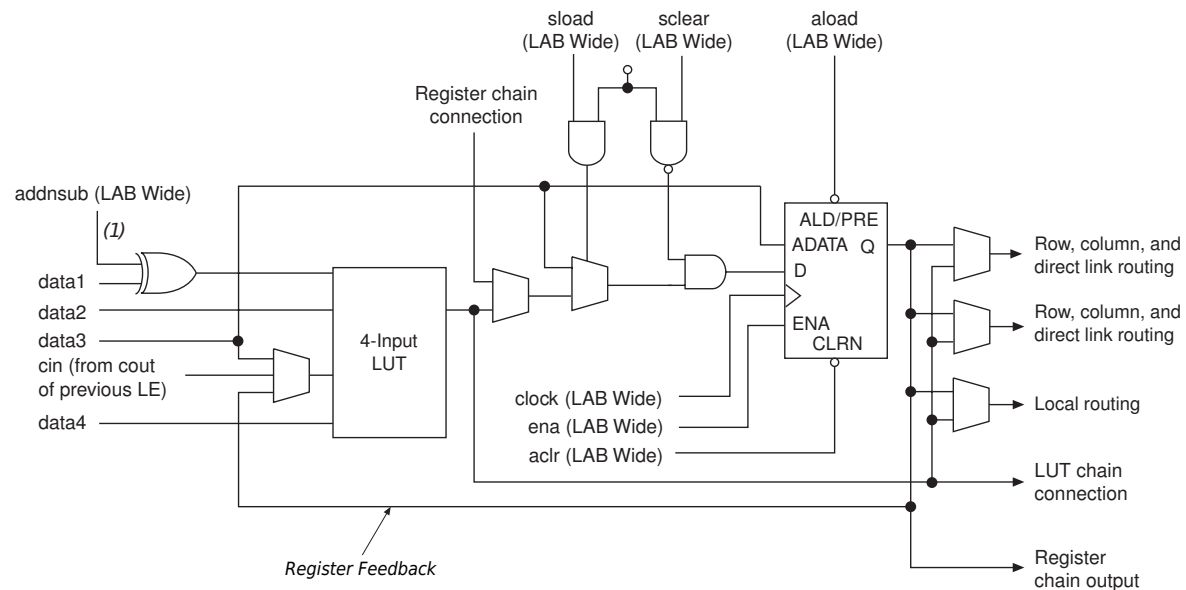 sload
(LAB Wide)
sclear
(LAB Wide)
aload
(LAB Wide)
Register chain
connection
addnsub (LAB Wide)
(1)
data1
data2
data3
cin (from cout
of previous LE)
data4
4-Input
LUT
ALD/PRE
ADATA Q
D
ENA
CLRN
clock (LAB Wide)
ena (LAB Wide)
aclr (LAB Wide)
Row, column, and
direct link routing
Row, column, and
direct link routing
Local routing
LUT chain
connection
Register
chain output
Register Feedback